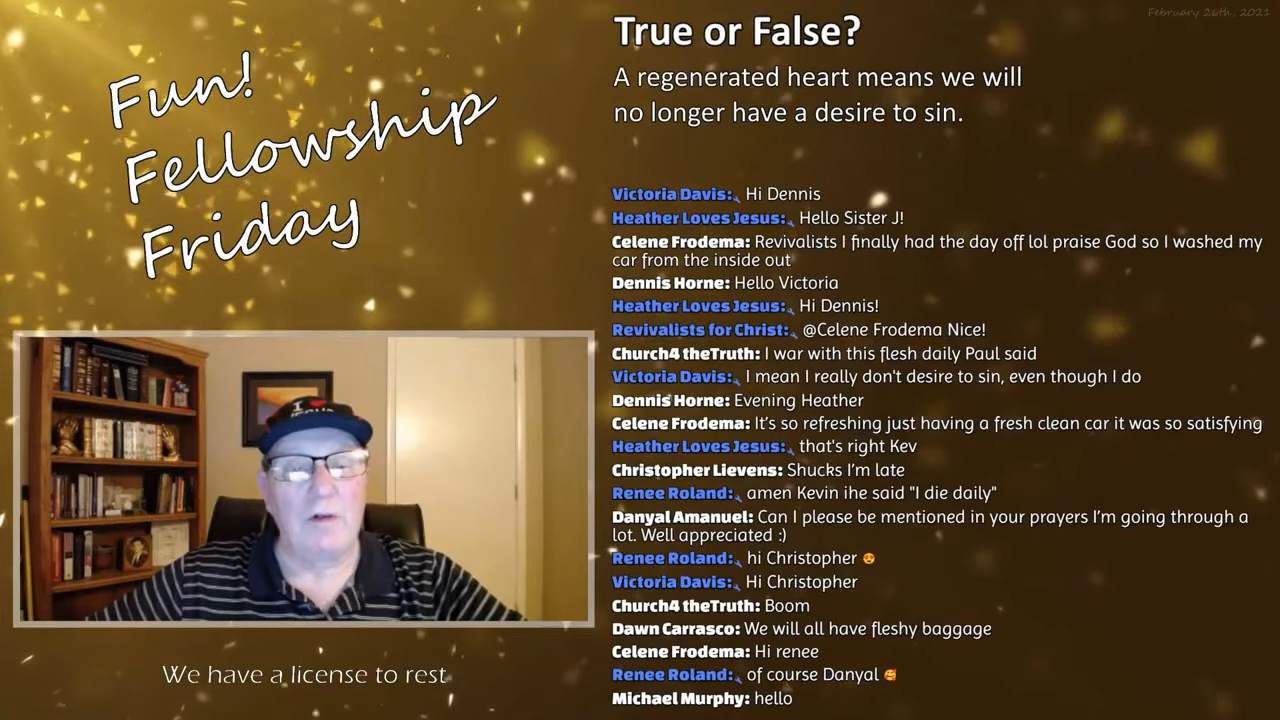 February 26th, 2021
Fun!
Fellowship
Friday
True or False?
A regenerated heart means we will
no longer have a desire to sin.
Victoria Davis: Hi Dennis
Heather Loves Jesus: Hello Sister J!
Celene Frodema: Revivalists I finally had the day off lol praise God so I washed my
car from the inside out
Dennis Horne: Hello Victoria
Heather Loves Jesus: Hi Dennis!
Revivalists for Christ: @Celene Frodema Nice!
Church4 theTruth: I war with this flesh daily Paul said
Victoria Davis: I mean I really don't desire to sin, even though I do
Dennis Horne: Evening Heather
Celene Frodema: It's so refreshing just having a fresh clean car it was so satisfying
Heather Loves Jesus: that's right Kev
Christopher Lievens: Shucks I'm late
Renee Roland: amen Kevin ihe said "I die daily"
Danyal Amanuel: Can I please be mentioned in your prayers I'm going through a
lot. Well appreciated :)
Renee Roland: hi Christopher 😍
Victoria Davis: Hi Christopher
Church4 theTruth: Boom
Dawn Carrasco: We will all have fleshy baggage
Celene Frodema: Hi renee
Renee Roland: of course Danyal 🥰
Michael Murphy: hello
I ♥
JESUS
We have a license to rest